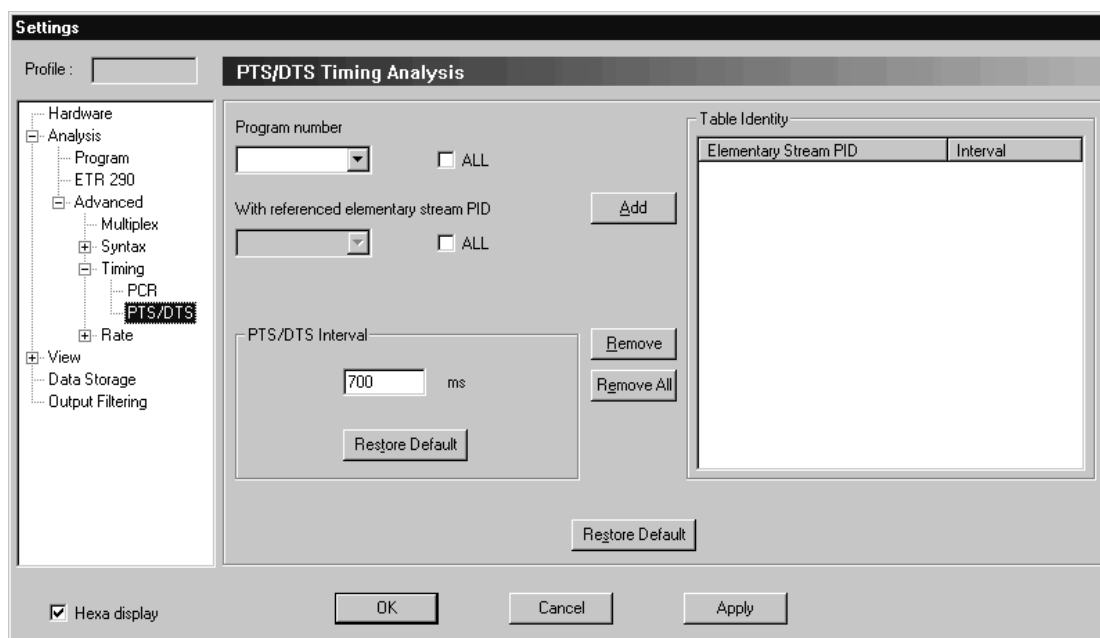 Settings
Profile :
PTS/DTS Timing Analysis
Hardware
Analysis
Program
ETR 290
Advanced
Multiplex
Syntax
Timing
PCR
PTS/DTS
Rate
View
Data Storage
Output Filtering
Program number
ALL
With referenced elementary stream PID
ALL
Add
PTS/DTS Interval
700 ms
Restore Default
Remove
Remove All
Table Identity
Elementary Stream PID Interval
Restore Default
Hexa display
OK
Cancel
Apply